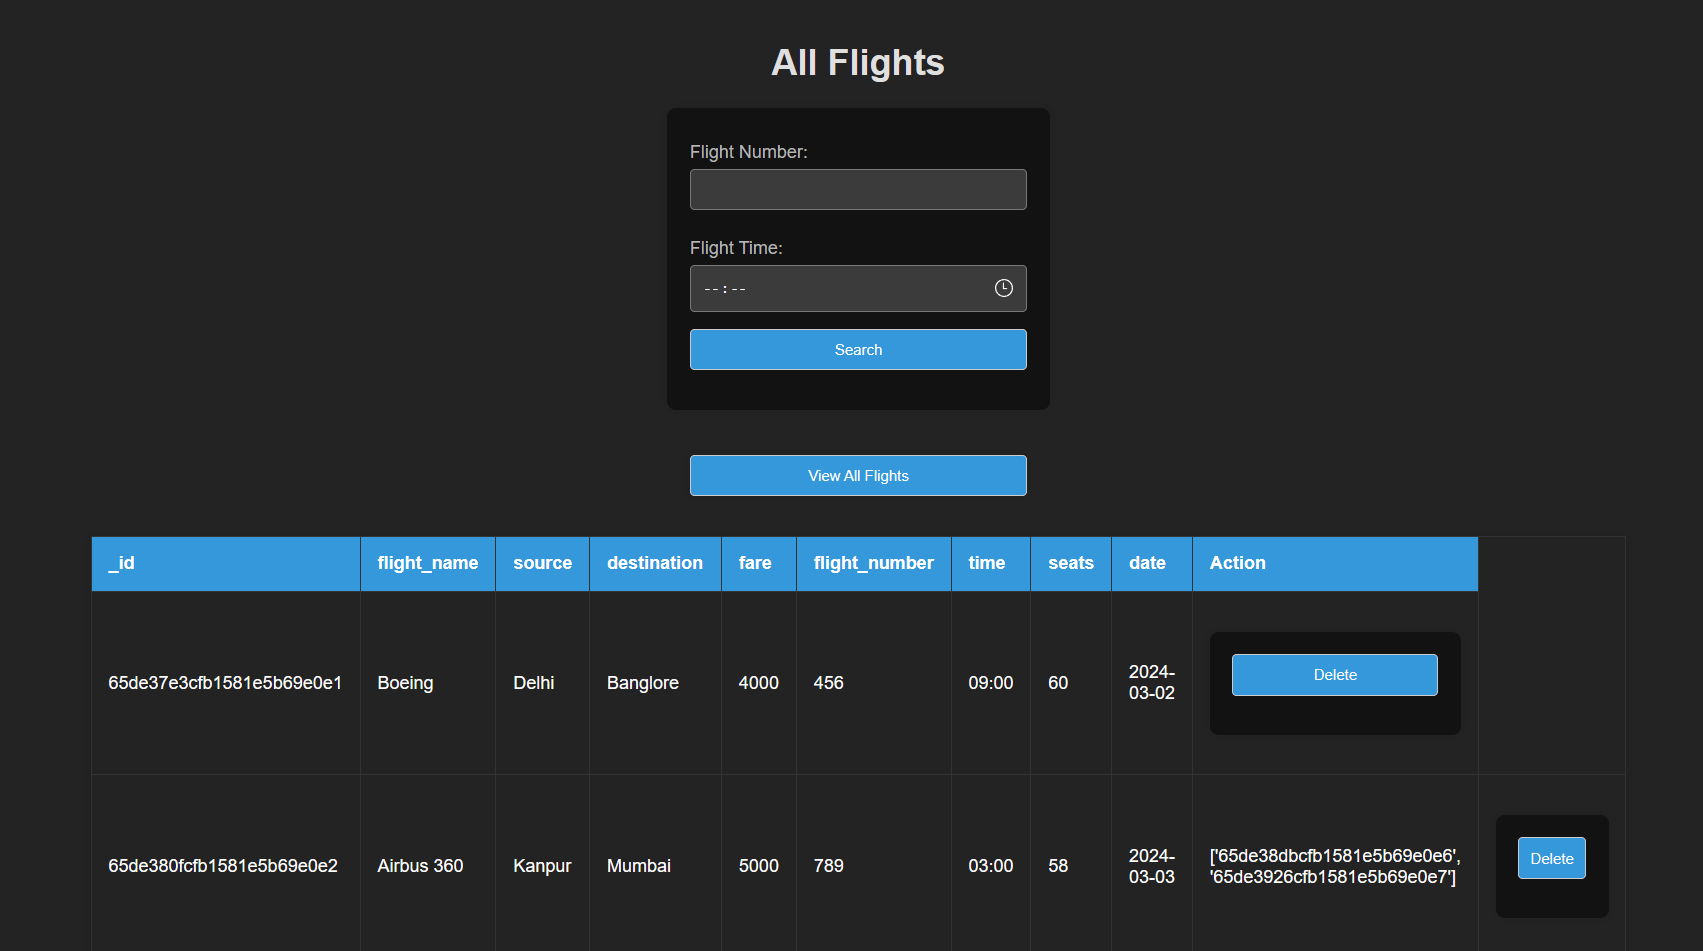 All Flights
Flight Number:
Flight Time:
--:--
Search
View All Flights
_id flight_name source destination fare flight_number time seats date Action
65de37e3cfb1581e5b69e0e1 Boeing Delhi Banglore 4000 456 09:00 60 2024-03-02 Delete
65de380fcfb1581e5b69e0e2 Airbus 360 Kanpur Mumbai 5000 789 03:00 58 2024-03-03 ['65de38dbcfb1581e5b69e0e6', '65de3926cfb1581e5b69e0e7'] Delete